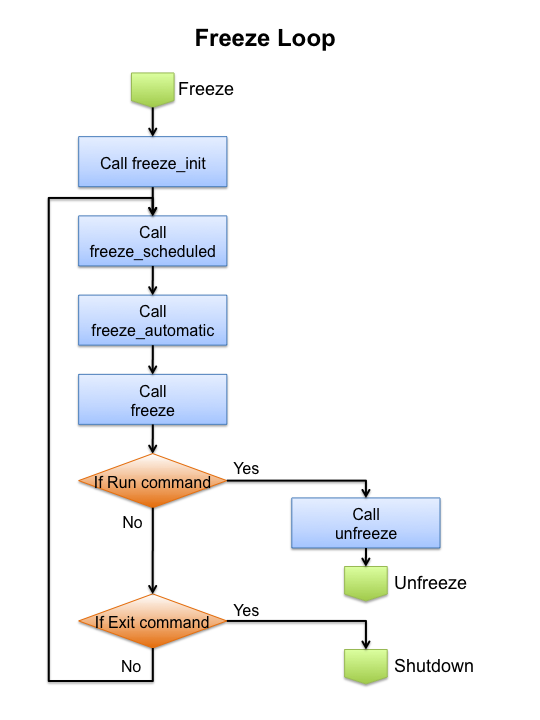 Freeze Loop
Freeze
Call freeze_init
Call
freeze_scheduled
Call
freeze_automatic
Call
freeze
If Run command
Yes
No
Call
unfreeze
Unfreeze
If Exit command
Yes
No
Shutdown